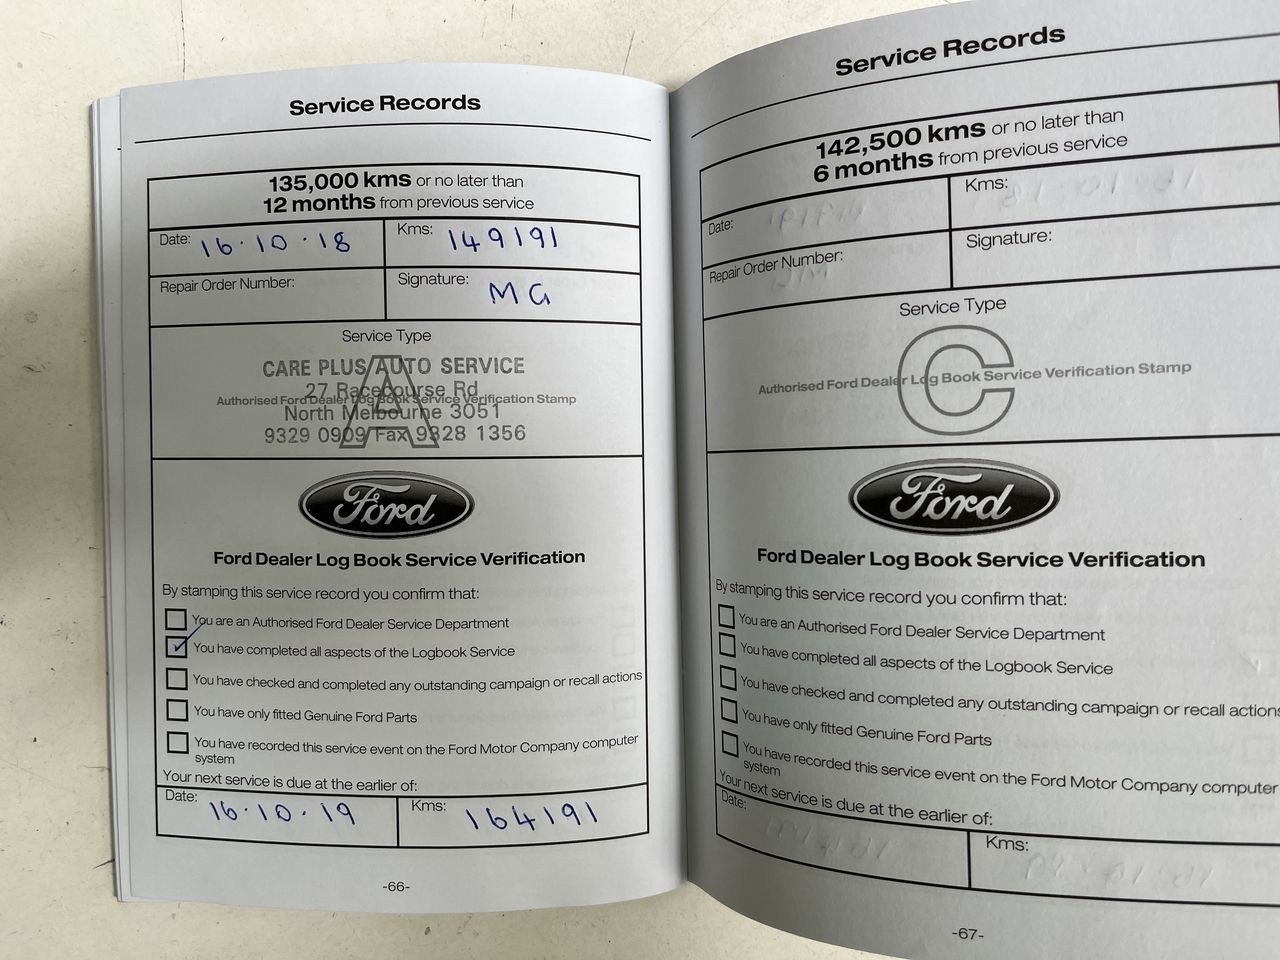 Service Records
135,000 kms or no later than
12 months from previous service
Date: 16.10.18
Kms: 149191
Repair Order Number:
Signature: MG
Service Type
A
Authorised Ford Dealer Log Book Service Verification Stamp
CARE PLUS AUTO SERVICE
27 Racecourse Rd
North Melbourne 3051
9329 0909 Fax 9328 1356
Ford
Ford Dealer Log Book Service Verification
By stamping this service record you confirm that:
You are an Authorised Ford Dealer Service Department
You have completed all aspects of the Logbook Service
You have checked and completed any outstanding campaign or recall actions
You have only fitted Genuine Ford Parts
You have recorded this service event on the Ford Motor Company computer
system
Your next service is due at the earlier of:
Date: 16.10.19
Kms: 164191
-66-
Service Records
142,500 kms or no later than
6 months from previous service
Date:
Kms:
Repair Order Number:
Signature:
Service Type
C
Authorised Ford Dealer Log Book Service Verification Stamp
Ford
Ford Dealer Log Book Service Verification
By stamping this service record you confirm that:
You are an Authorised Ford Dealer Service Department
You have completed all aspects of the Logbook Service
You have checked and completed any outstanding campaign or recall actions
You have only fitted Genuine Ford Parts
You have recorded this service event on the Ford Motor Company computer
system
Your next service is due at the earlier of:
Date:
Kms:
-67-